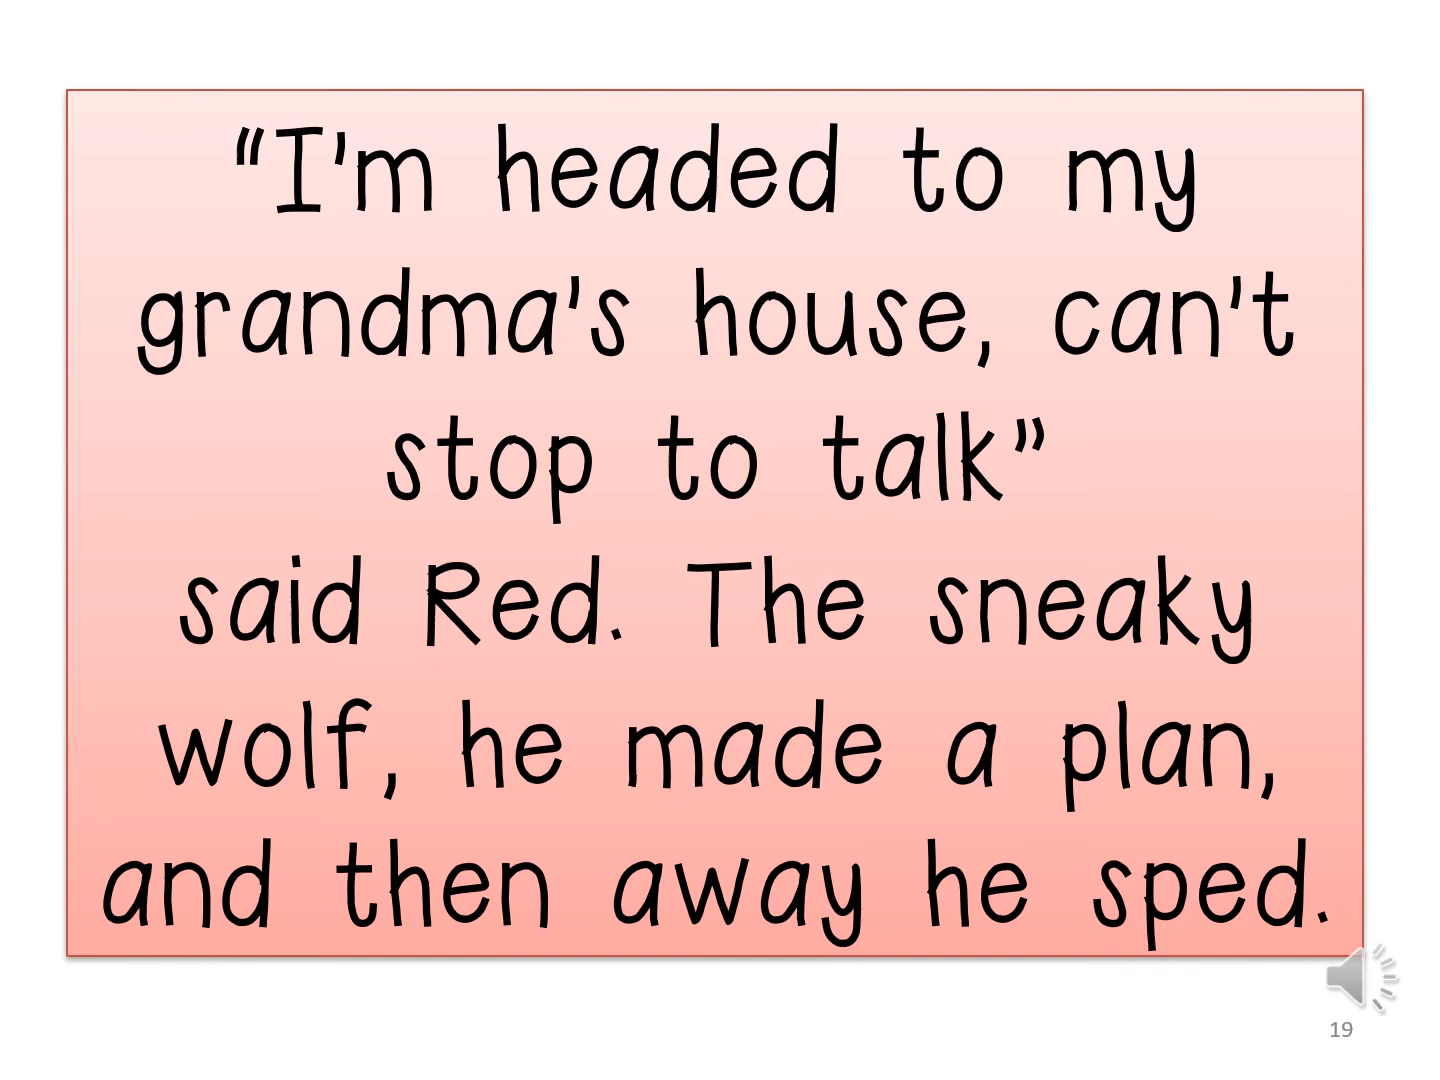 “I'm headed to my
grandma's house, can't
stop to talk”
said Red. The sneaky
wolf, he made a plan,
and then away he sped.
19